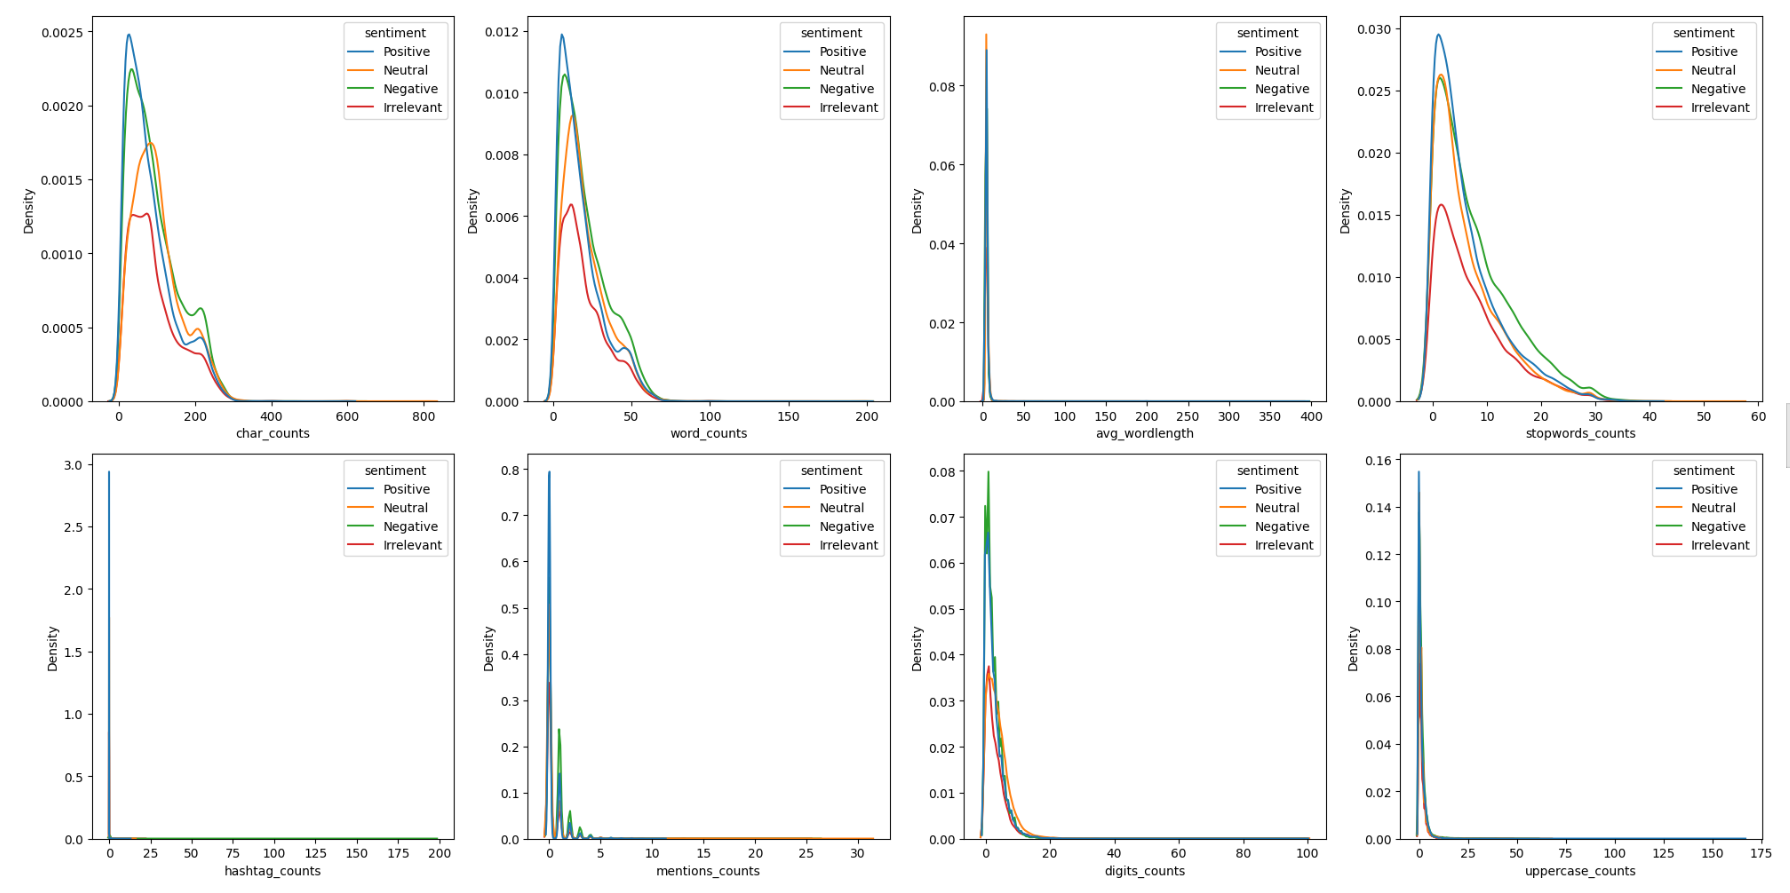 sentiment
Positive
Neutral
Negative
Irrelevant
0.0025
0.0020
0.0015
0.0010
0.0005
0.0000
Density
0 200 400 600 800
char_counts
sentiment
Positive
Neutral
Negative
Irrelevant
0.012
0.010
0.008
0.006
0.004
0.002
0.000
Density
0 50 100 150 200
word_counts
sentiment
Positive
Neutral
Negative
Irrelevant
0.08
0.06
0.04
0.02
0.00
Density
0 50 100 150 200 250 300 350 400
avg_wordlength
sentiment
Positive
Neutral
Negative
Irrelevant
0.030
0.025
0.020
0.015
0.010
0.005
0.000
Density
0 10 20 30 40 50 60
stopwords_counts
sentiment
Positive
Neutral
Negative
Irrelevant
3.0
2.5
2.0
1.5
1.0
0.5
0.0
Density
0 25 50 75 100 125 150 175 200
hashtag_counts
sentiment
Positive
Neutral
Negative
Irrelevant
0.8
0.7
0.6
0.5
0.4
0.3
0.2
0.1
0.0
Density
0 5 10 15 20 25 30
mentions_counts
sentiment
Positive
Neutral
Negative
Irrelevant
0.08
0.07
0.06
0.05
0.04
0.03
0.02
0.01
0.00
Density
0 20 40 60 80 100
digits_counts
sentiment
Positive
Neutral
Negative
Irrelevant
0.16
0.14
0.12
0.10
0.08
0.06
0.04
0.02
0.00
Density
0 25 50 75 100 125 150 175
uppercase_counts